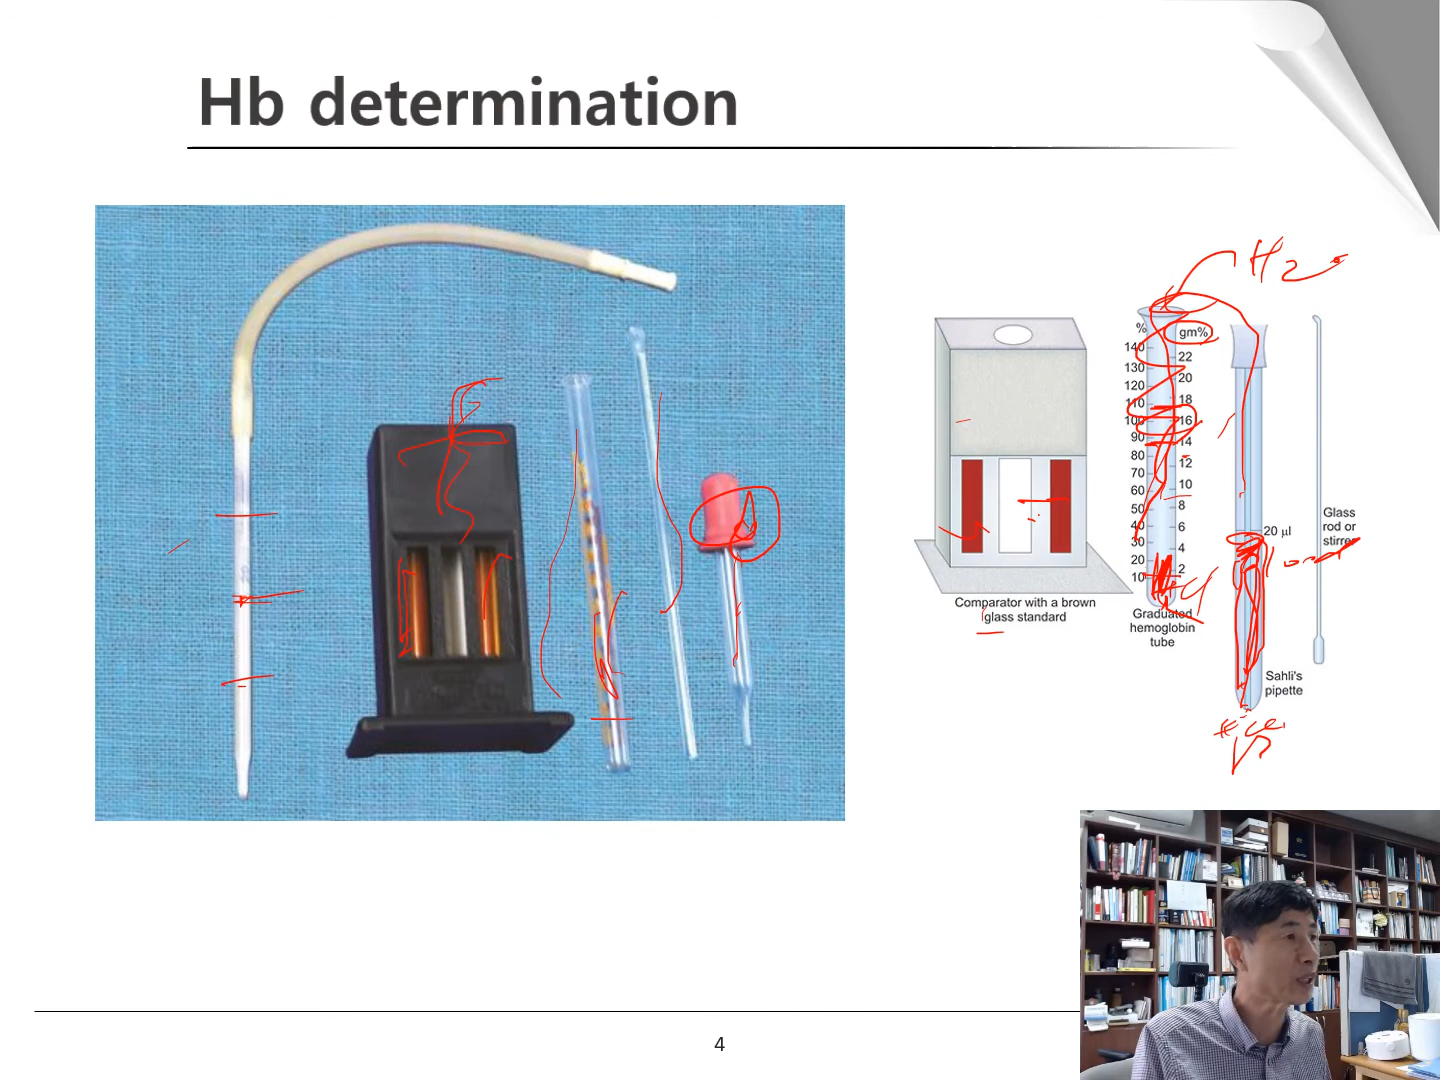 Hb determination
H2O
%
gm%
140
130
120
110
100
90
80
70
60
50
40
30
20
10
22
20
18
16
14
12
10
8
6
4
2
20 µl
Glass
rod or
stirrer
Comparator with a brown
glass standard
Graduated
hemoglobin
tube
Sahli's
pipette
4